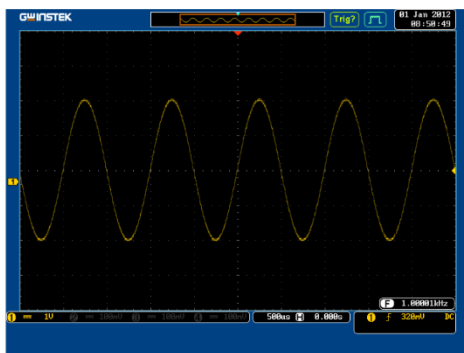 GWINSTEK Trig? 01 Jan 2012
08:50:49
1
F 1.00001kHz
1 1V 2 100mV 3 100mV 4 100mV 500us H 0.000s 1 320mV DC